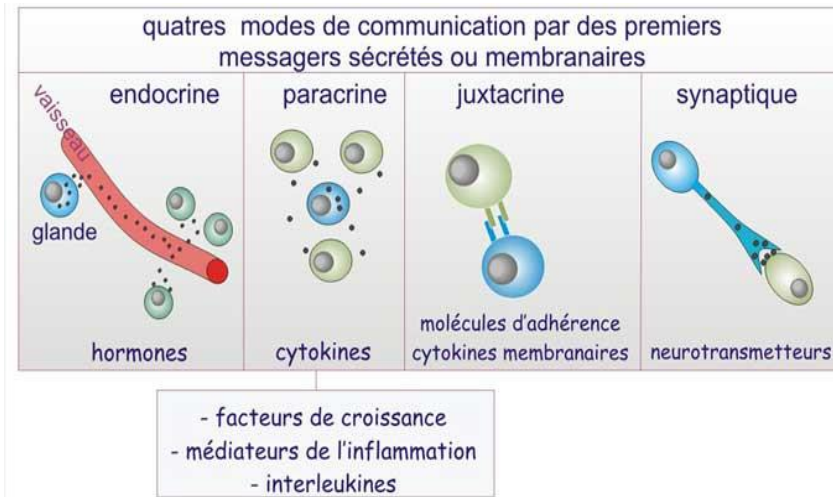 quatres modes de communication par des premiers
messagers sécrétés ou membranaires
endocrine
vaisseau
glande
hormones
paracrine
cytokines
juxtacrine
molécules d'adhérence
cytokines membranaires
synaptique
neurotransmetteurs
- facteurs de croissance
- médiateurs de l'inflammation
- interleukines